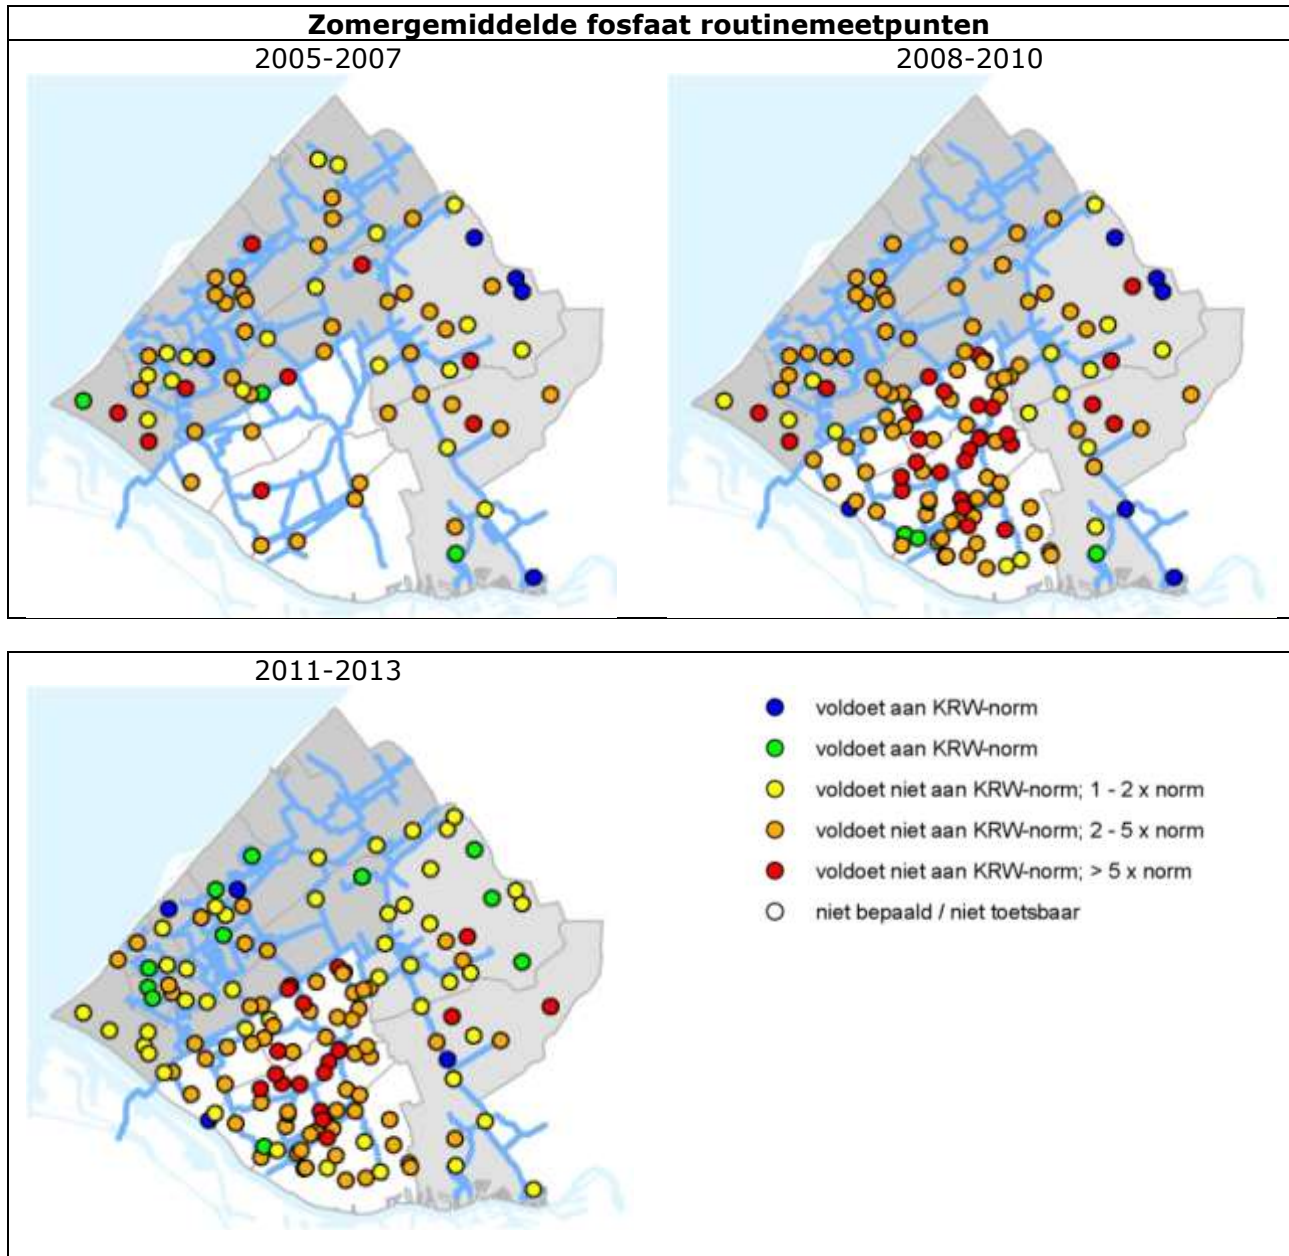 Zomergemiddelde fosfaat routinemeetpunten
2005-2007
2008-2010
2011-2013
voldoet aan KRW-norm
voldoet aan KRW-norm
voldoet niet aan KRW-norm; 1 - 2 x norm
voldoet niet aan KRW-norm; 2 - 5 x norm
voldoet niet aan KRW-norm; > 5 x norm
niet bepaald / niet toetsbaar